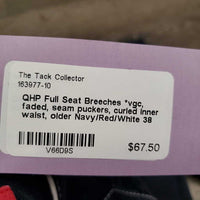 The Tack Collector
163977-10
QHP Full Seat Breeches *vgc,
faded, seam puckers, curled inner
waist, older Navy/Red/White 38
V66D9S
$67.50